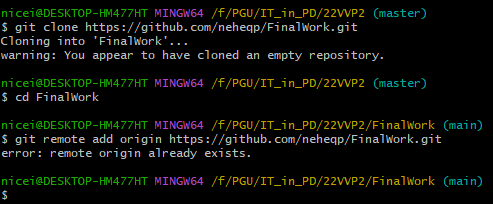 nicei@DESKTOP-HM477HT MINGW64 /f/PGU/IT_in_PD/22VVP2 (master)
$ git clone https://github.com/neheqp/FinalWork.git
Cloning into 'FinalWork'...
warning: You appear to have cloned an empty repository.
nicei@DESKTOP-HM477HT MINGW64 /f/PGU/IT_in_PD/22VVP2 (master)
$ cd FinalWork
nicei@DESKTOP-HM477HT MINGW64 /f/PGU/IT_in_PD/22VVP2/FinalWork (main)
$ git remote add origin https://github.com/neheqp/FinalWork.git
error: remote origin already exists.
nicei@DESKTOP-HM477HT MINGW64 /f/PGU/IT_in_PD/22VVP2/FinalWork (main)
$